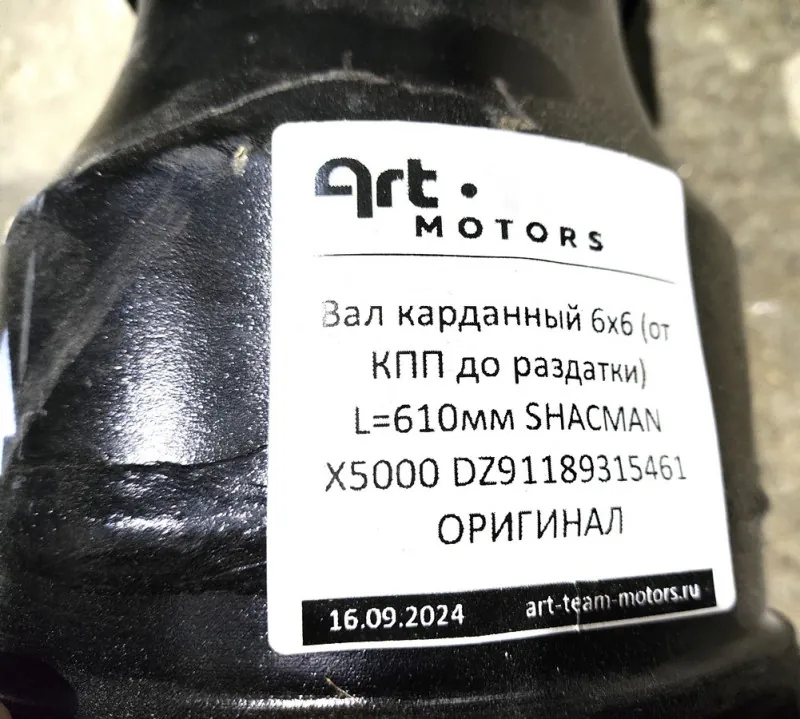 art.
MOTORS
Вал карданный 6х6 (от
КПП до раздатки)
L=610мм SHACMAN
X5000 DZ91189315461
ОРИГИНАЛ
16.09.2024 art-team-motors.ru